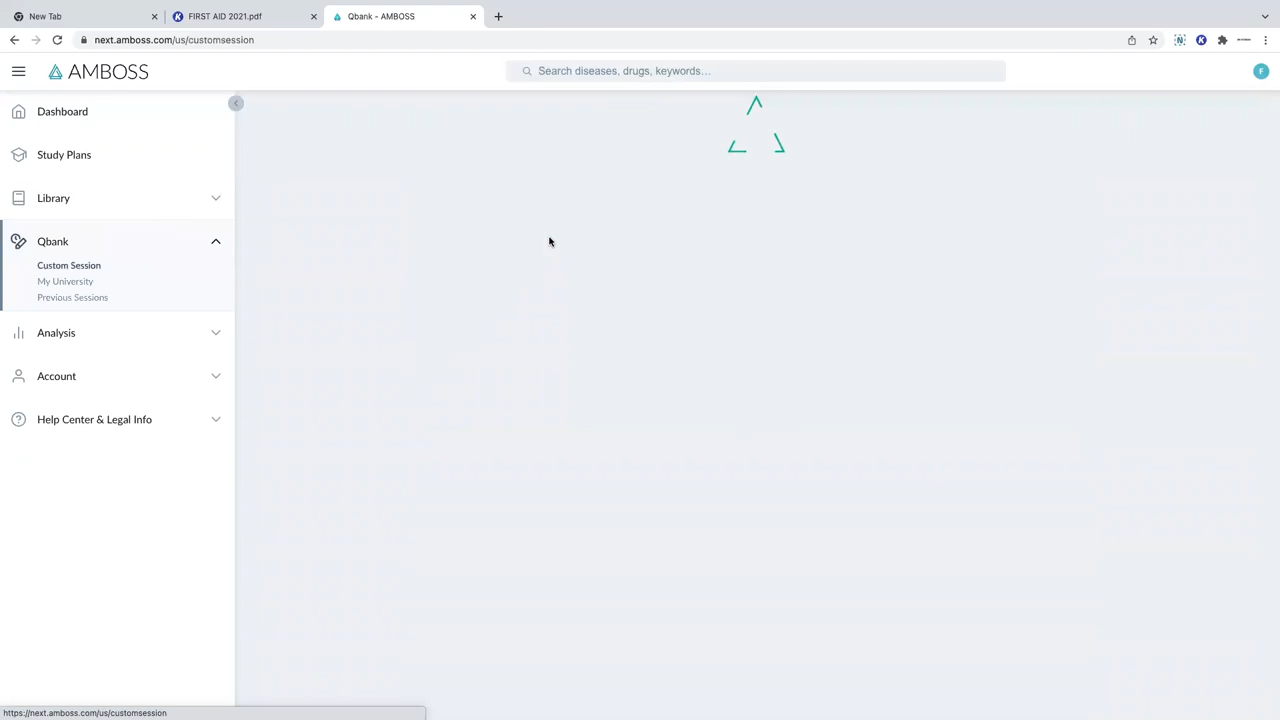 New Tab
FIRST AID 2021.pdf
Qbank - AMBOSS
next.amboss.com/us/customsession
AMBOSS
Search diseases, drugs, keywords...
F
Dashboard
Study Plans
Library
Qbank
Custom Session
My University
Previous Sessions
Analysis
Account
Help Center & Legal Info
https://next.amboss.com/us/customsession